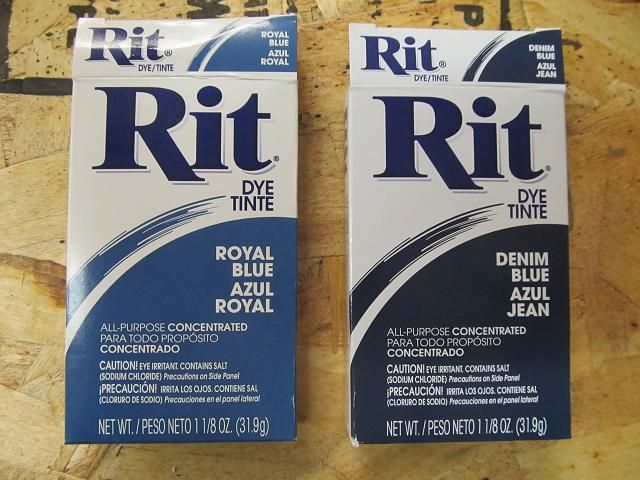 Rit®
DYE/TINTE
ROYAL
BLUE
AZUL
ROYAL
Rit®
DYE
TINTE
ROYAL
BLUE
AZUL
ROYAL
ALL-PURPOSE CONCENTRATED
PARA TODO PROPÓSITO
CONCENTRADO
CAUTION! EYE IRRITANT. CONTAINS SALT
(SODIUM CHLORIDE) Precautions on Side Panel
¡PRECAUCIÓN! IRRITA LOS OJOS. CONTIENE SAL
(CLORURO DE SODIO) Precauciones en el panel lateral
NET WT. / PESO NETO 1 1/8 OZ. (31.9g)
Rit®
DYE/TINTE
DENIM
BLUE
AZUL
JEAN
Rit®
DYE
TINTE
DENIM
BLUE
AZUL
JEAN
ALL-PURPOSE CONCENTRATED
PARA TODO PROPÓSITO
CONCENTRADO
CAUTION! EYE IRRITANT. CONTAINS SALT
(SODIUM CHLORIDE) Precautions on Side Panel
¡PRECAUCIÓN! IRRITA LOS OJOS. CONTIENE SAL
(CLORURO DE SODIO) Precauciones en el panel lateral
NET WT. / PESO NETO 1 1/8 OZ. (31.9g)